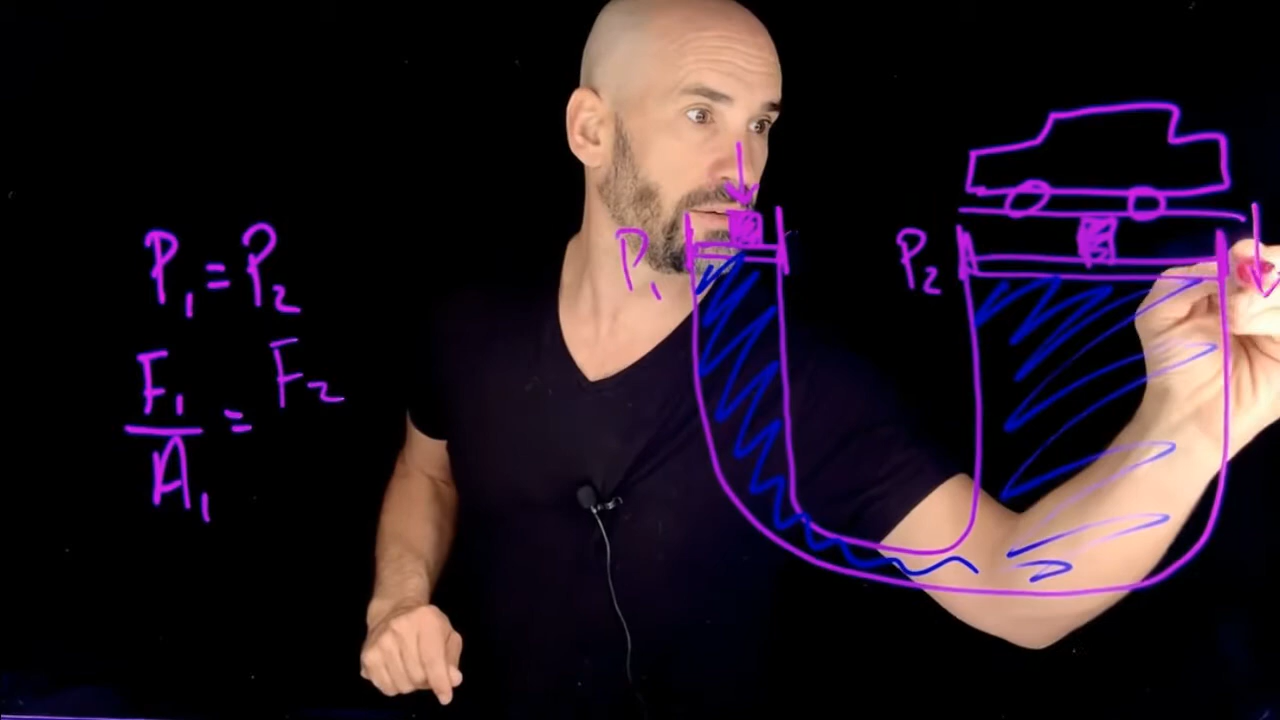 P₁ = P₂
F₁/A₁ = F₂
P₁
P₂